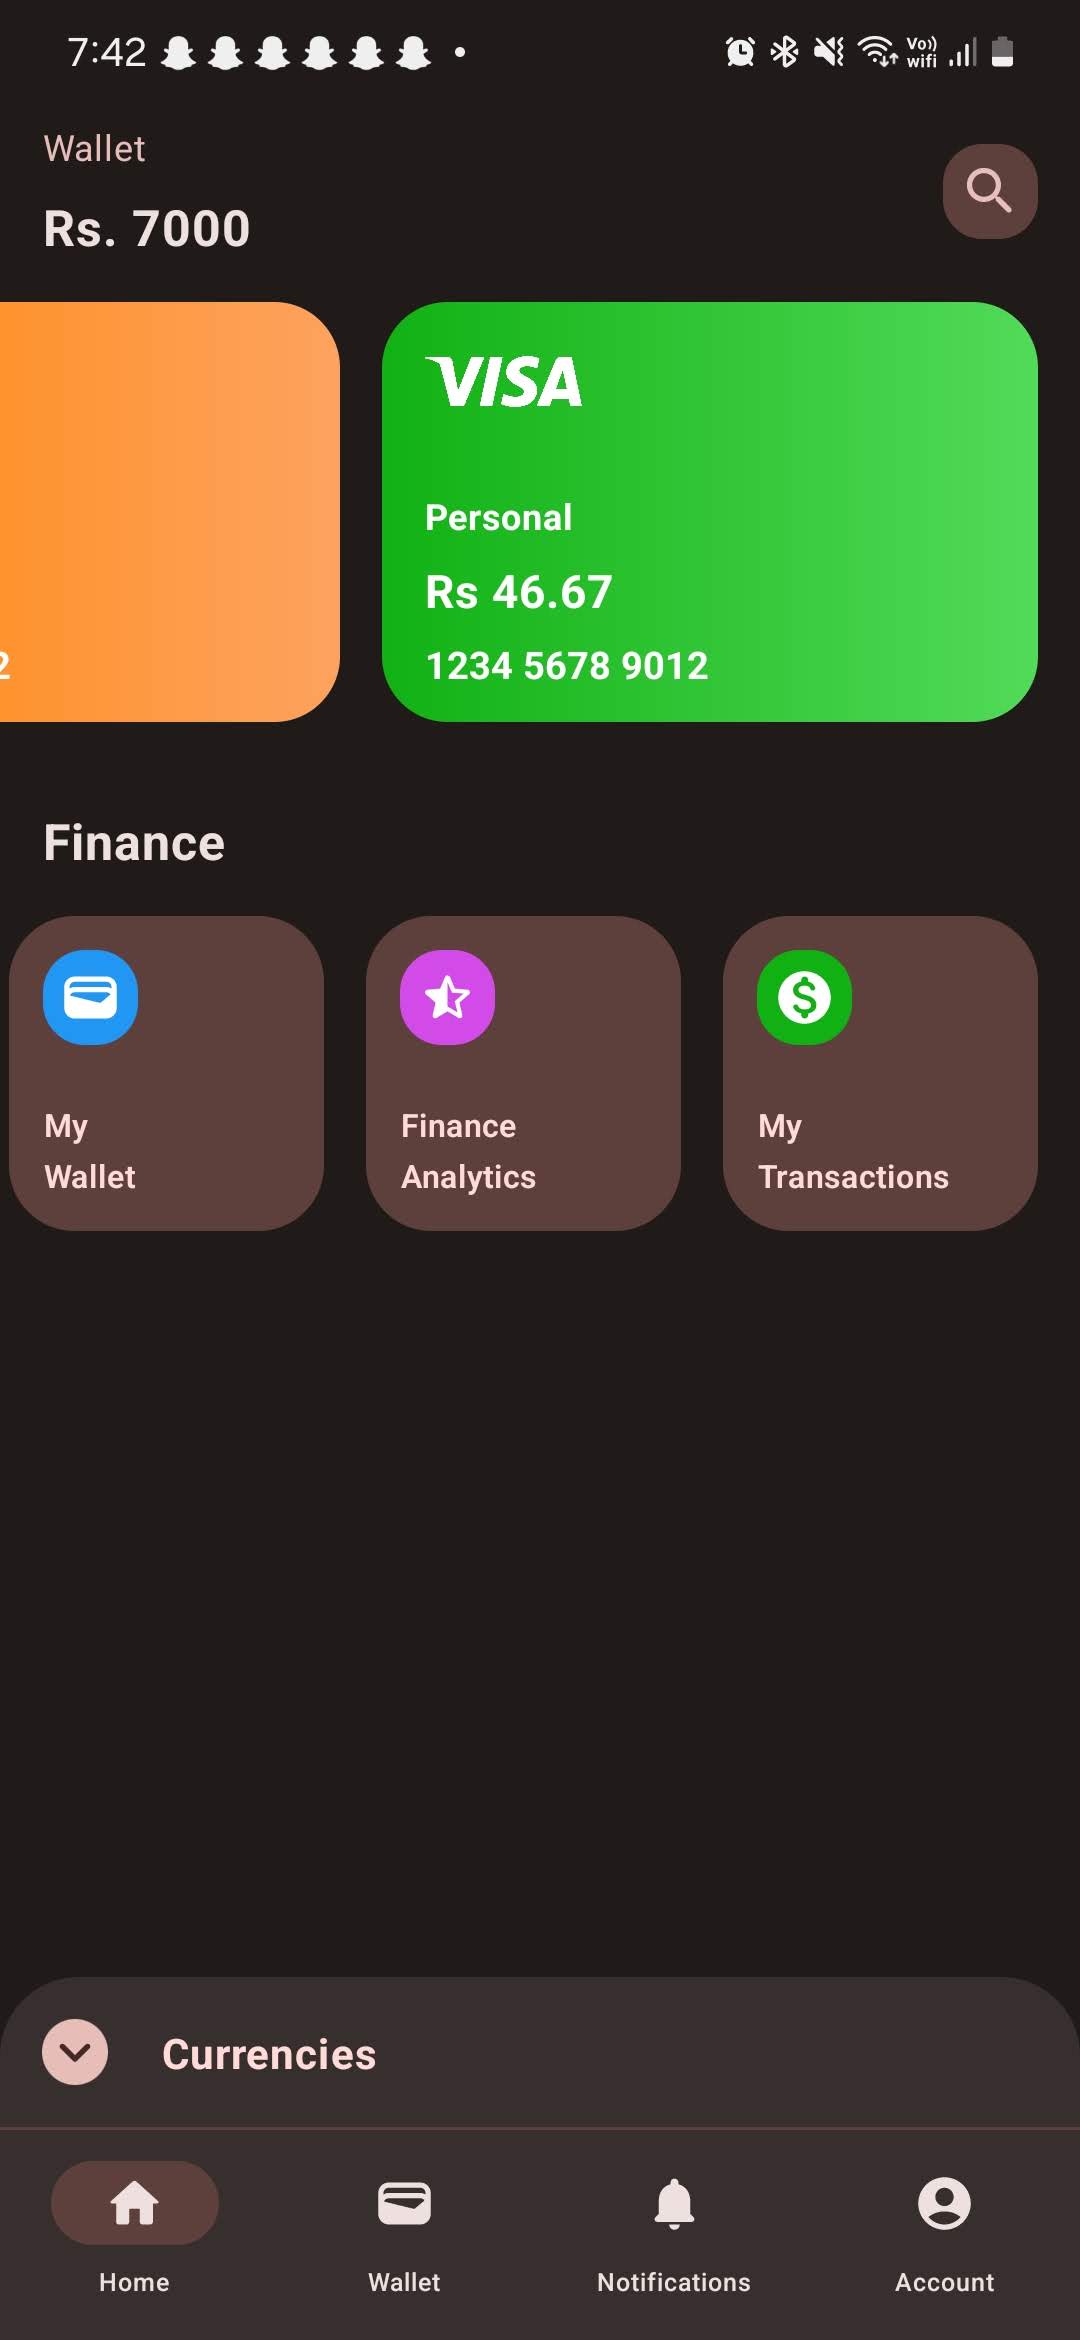 7:42
Vo))
wifi
Wallet
Rs. 7000
VISA
Personal
Rs 46.67
2
1234 5678 9012
Finance
My
Wallet
Finance
Analytics
My
Transactions
Currencies
Home
Wallet
Notifications
Account